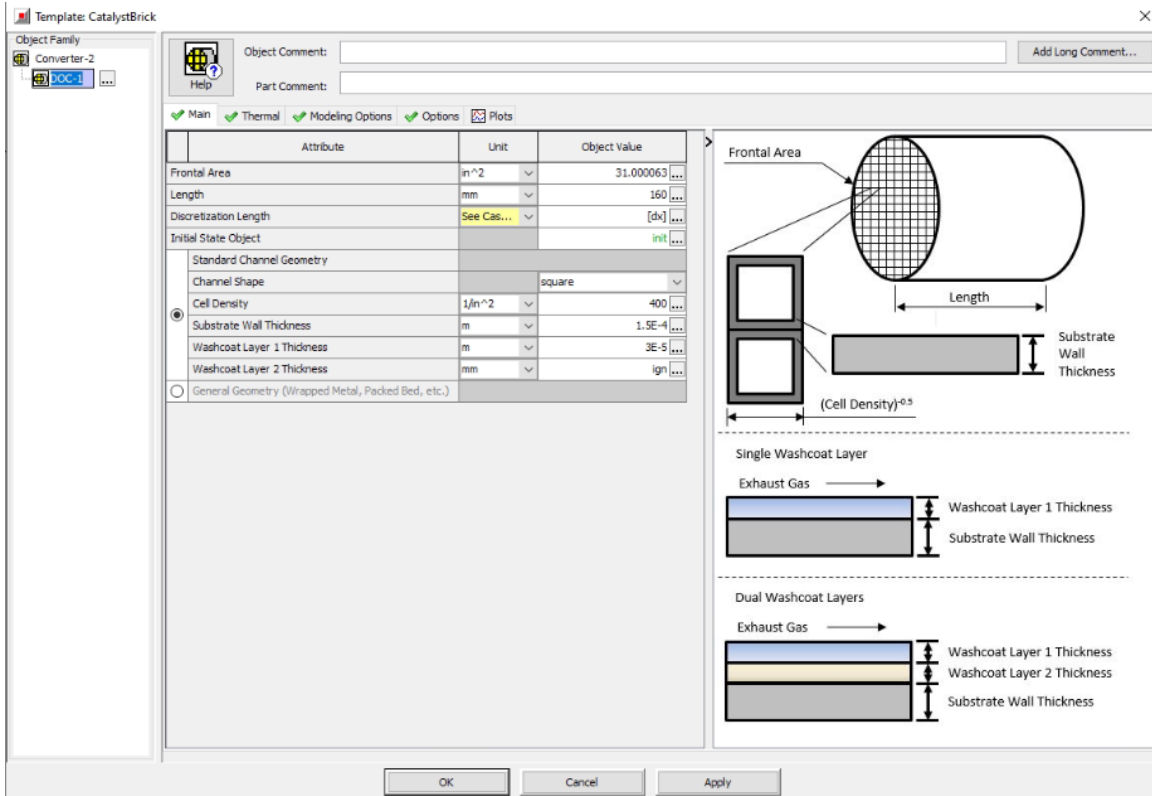 Template: CatalystBrick
Object Family
Converter-2
DOC-1 ...
Help
Object Comment:
Add Long Comment...
Part Comment:
Main Thermal Modeling Options Options Plots
Attribute Unit Object Value
Frontal Area in^2 31.000063 ...
Length mm 160 ...
Discretization Length See Cas... [dx] ...
Initial State Object init ...
Standard Channel Geometry
Channel Shape square
Cell Density 1/in^2 400 ...
Substrate Wall Thickness m 1.5E-4 ...
Washcoat Layer 1 Thickness m 3E-5 ...
Washcoat Layer 2 Thickness mm ign ...
General Geometry (Wrapped Metal, Packed Bed, etc.)
Frontal Area
Length
Substrate
Wall
Thickness
(Cell Density)-0.5
Single Washcoat Layer
Exhaust Gas
Washcoat Layer 1 Thickness
Substrate Wall Thickness
Dual Washcoat Layers
Exhaust Gas
Washcoat Layer 1 Thickness
Washcoat Layer 2 Thickness
Substrate Wall Thickness
OK Cancel Apply